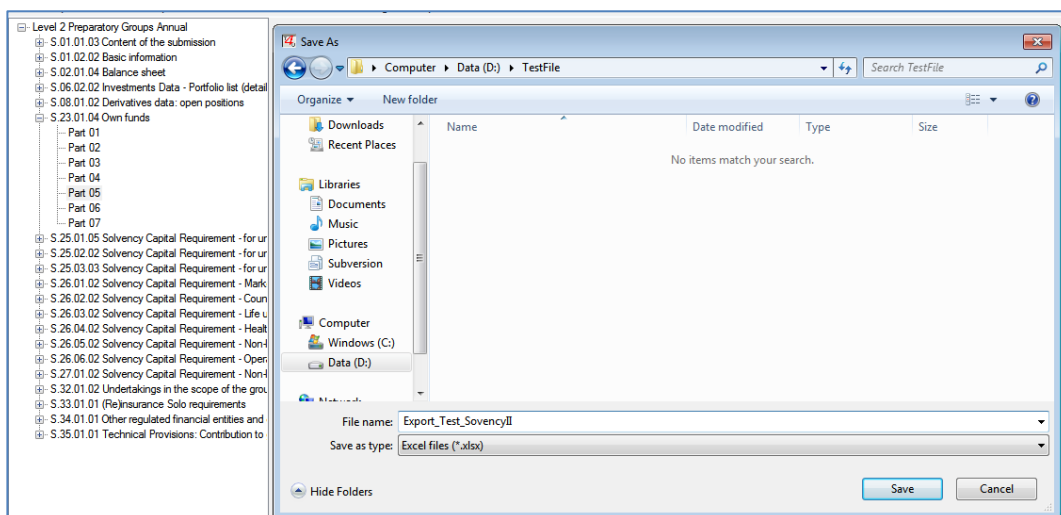 Level 2 Preparatory Groups Annual
S.01.01.03 Content of the submission
S.01.02.02 Basic information
S.02.01.04 Balance sheet
S.06.02.02 Investments Data - Portfolio list (detail
S.08.01.02 Derivatives data: open positions
S.23.01.04 Own funds
Part 01
Part 02
Part 03
Part 04
Part 05
Part 06
Part 07
S.25.01.05 Solvency Capital Requirement - for ur
S.25.02.02 Solvency Capital Requirement - for ur
S.25.03.03 Solvency Capital Requirement - for ur
S.26.01.02 Solvency Capital Requirement - Mark
S.26.02.02 Solvency Capital Requirement - Coun
S.26.03.02 Solvency Capital Requirement - Life u
S.26.04.02 Solvency Capital Requirement - Healt
S.26.05.02 Solvency Capital Requirement - Non-l
S.26.06.02 Solvency Capital Requirement - Oper
S.27.01.02 Solvency Capital Requirement - Non-l
S.32.01.02 Undertakings in the scope of the grou
S.33.01.01 (Re)insurance Solo requirements
S.34.01.01 Other regulated financial entities and
S.35.01.01 Technical Provisions: Contribution to
Save As
Computer Data (D:) TestFile
Search TestFile
Organize New folder
Downloads
Recent Places
Libraries
Documents
Music
Pictures
Subversion
Videos
Computer
Windows (C:)
Data (D:)
Name Date modified Type Size
No items match your search.
File name: Export_Test_SovencyII
Save as type: Excel files (*.xlsx)
Hide Folders
Save Cancel